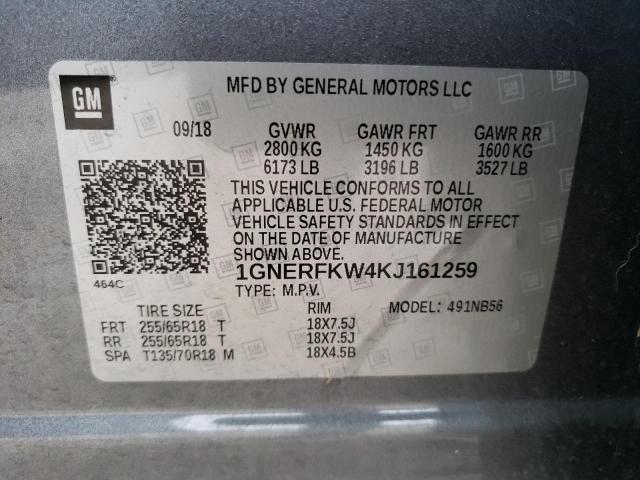 GM
MFD BY GENERAL MOTORS LLC
09/18 GVWR GAWR FRT GAWR RR
2800 KG 1450 KG 1600 KG
6173 LB 3196 LB 3527 LB
THIS VEHICLE CONFORMS TO ALL
APPLICABLE U.S. FEDERAL MOTOR
VEHICLE SAFETY STANDARDS IN EFFECT
ON THE DATE OF MANUFACTURE
SHOWN ABOVE.
464C 1GNERFKW4KJ161259
TYPE: M.P.V. MODEL: 491NB56
TIRE SIZE RIM
FRT 255/65R18 T 18X7.5J
RR 255/65R18 T 18X7.5J
SPA T135/70R18 M 18X4.5B